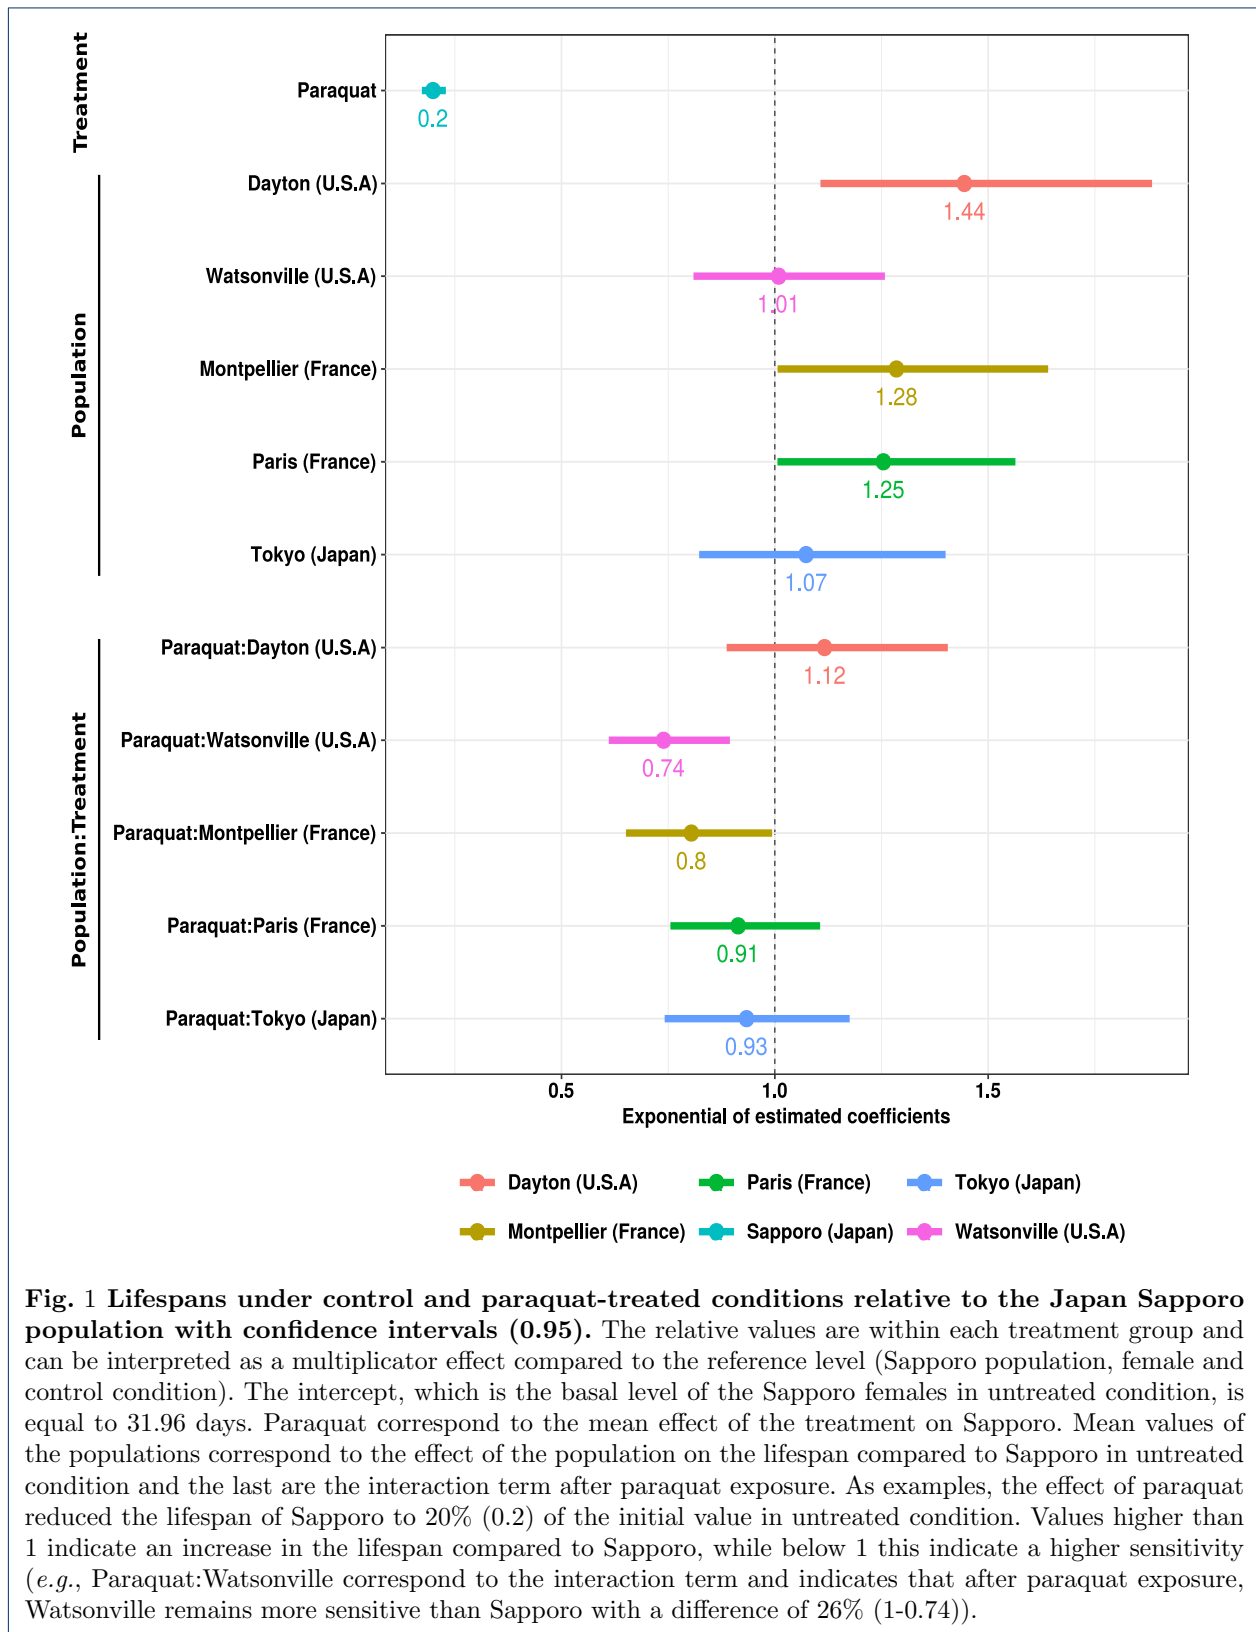 Treatment
Paraquat
0.2
Population
Dayton (U.S.A)
1.44
Watsonville (U.S.A)
1.01
Montpellier (France)
1.28
Paris (France)
1.25
Tokyo (Japan)
1.07
Population:Treatment
Paraquat:Dayton (U.S.A)
1.12
Paraquat:Watsonville (U.S.A)
0.74
Paraquat:Montpellier (France)
0.8
Paraquat:Paris (France)
0.91
Paraquat:Tokyo (Japan)
0.93
0.5 1.0 1.5
Exponential of estimated coefficients
Dayton (U.S.A) Paris (France) Tokyo (Japan)
Montpellier (France) Sapporo (Japan) Watsonville (U.S.A)
Fig. 1 Lifespans under control and paraquat-treated conditions relative to the Japan Sapporo
population with confidence intervals (0.95). The relative values are within each treatment group and
can be interpreted as a multiplicator effect compared to the reference level (Sapporo population, female and
control condition). The intercept, which is the basal level of the Sapporo females in untreated condition, is
equal to 31.96 days. Paraquat correspond to the mean effect of the treatment on Sapporo. Mean values of
the populations correspond to the effect of the population on the lifespan compared to Sapporo in untreated
condition and the last are the interaction term after paraquat exposure. As examples, the effect of paraquat
reduced the lifespan of Sapporo to 20% (0.2) of the initial value in untreated condition. Values higher than
1 indicate an increase in the lifespan compared to Sapporo, while below 1 this indicate a higher sensitivity
(e.g., Paraquat:Watsonville correspond to the interaction term and indicates that after paraquat exposure,
Watsonville remains more sensitive than Sapporo with a difference of 26% (1-0.74)).